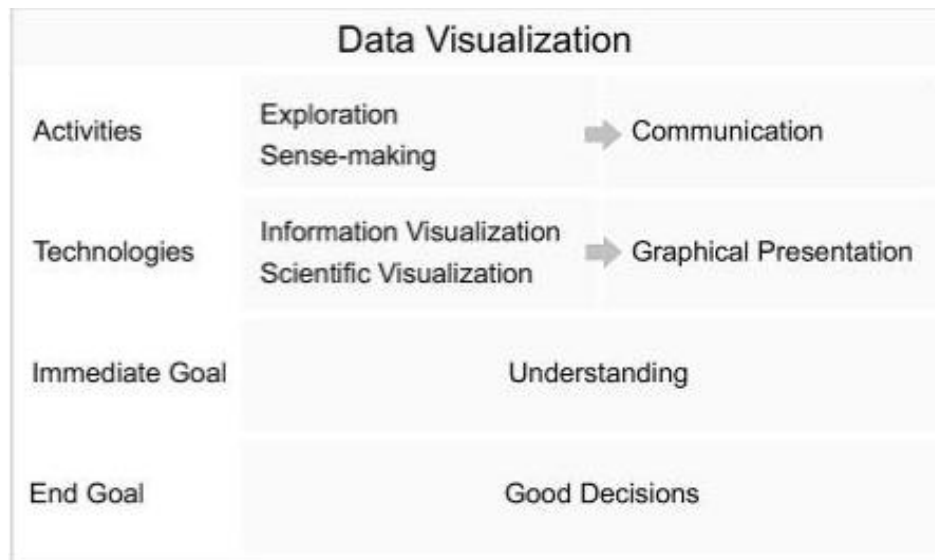 Data Visualization
Activities
Exploration
Sense-making
Communication
Technologies
Information Visualization
Scientific Visualization
Graphical Presentation
Immediate Goal
Understanding
End Goal
Good Decisions